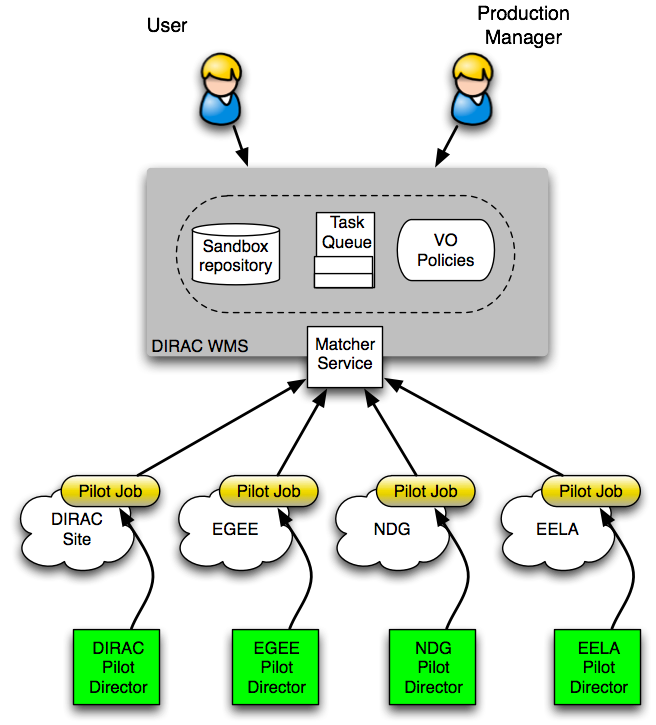 User
Production
Manager
Sandbox
repository
Task
Queue
VO
Policies
DIRAC WMS
Matcher
Service
Pilot Job
Pilot Job
Pilot Job
Pilot Job
DIRAC
Site
EGEE
NDG
EELA
DIRAC
Pilot
Director
EGEE
Pilot
Director
NDG
Pilot
Director
EELA
Pilot
Director